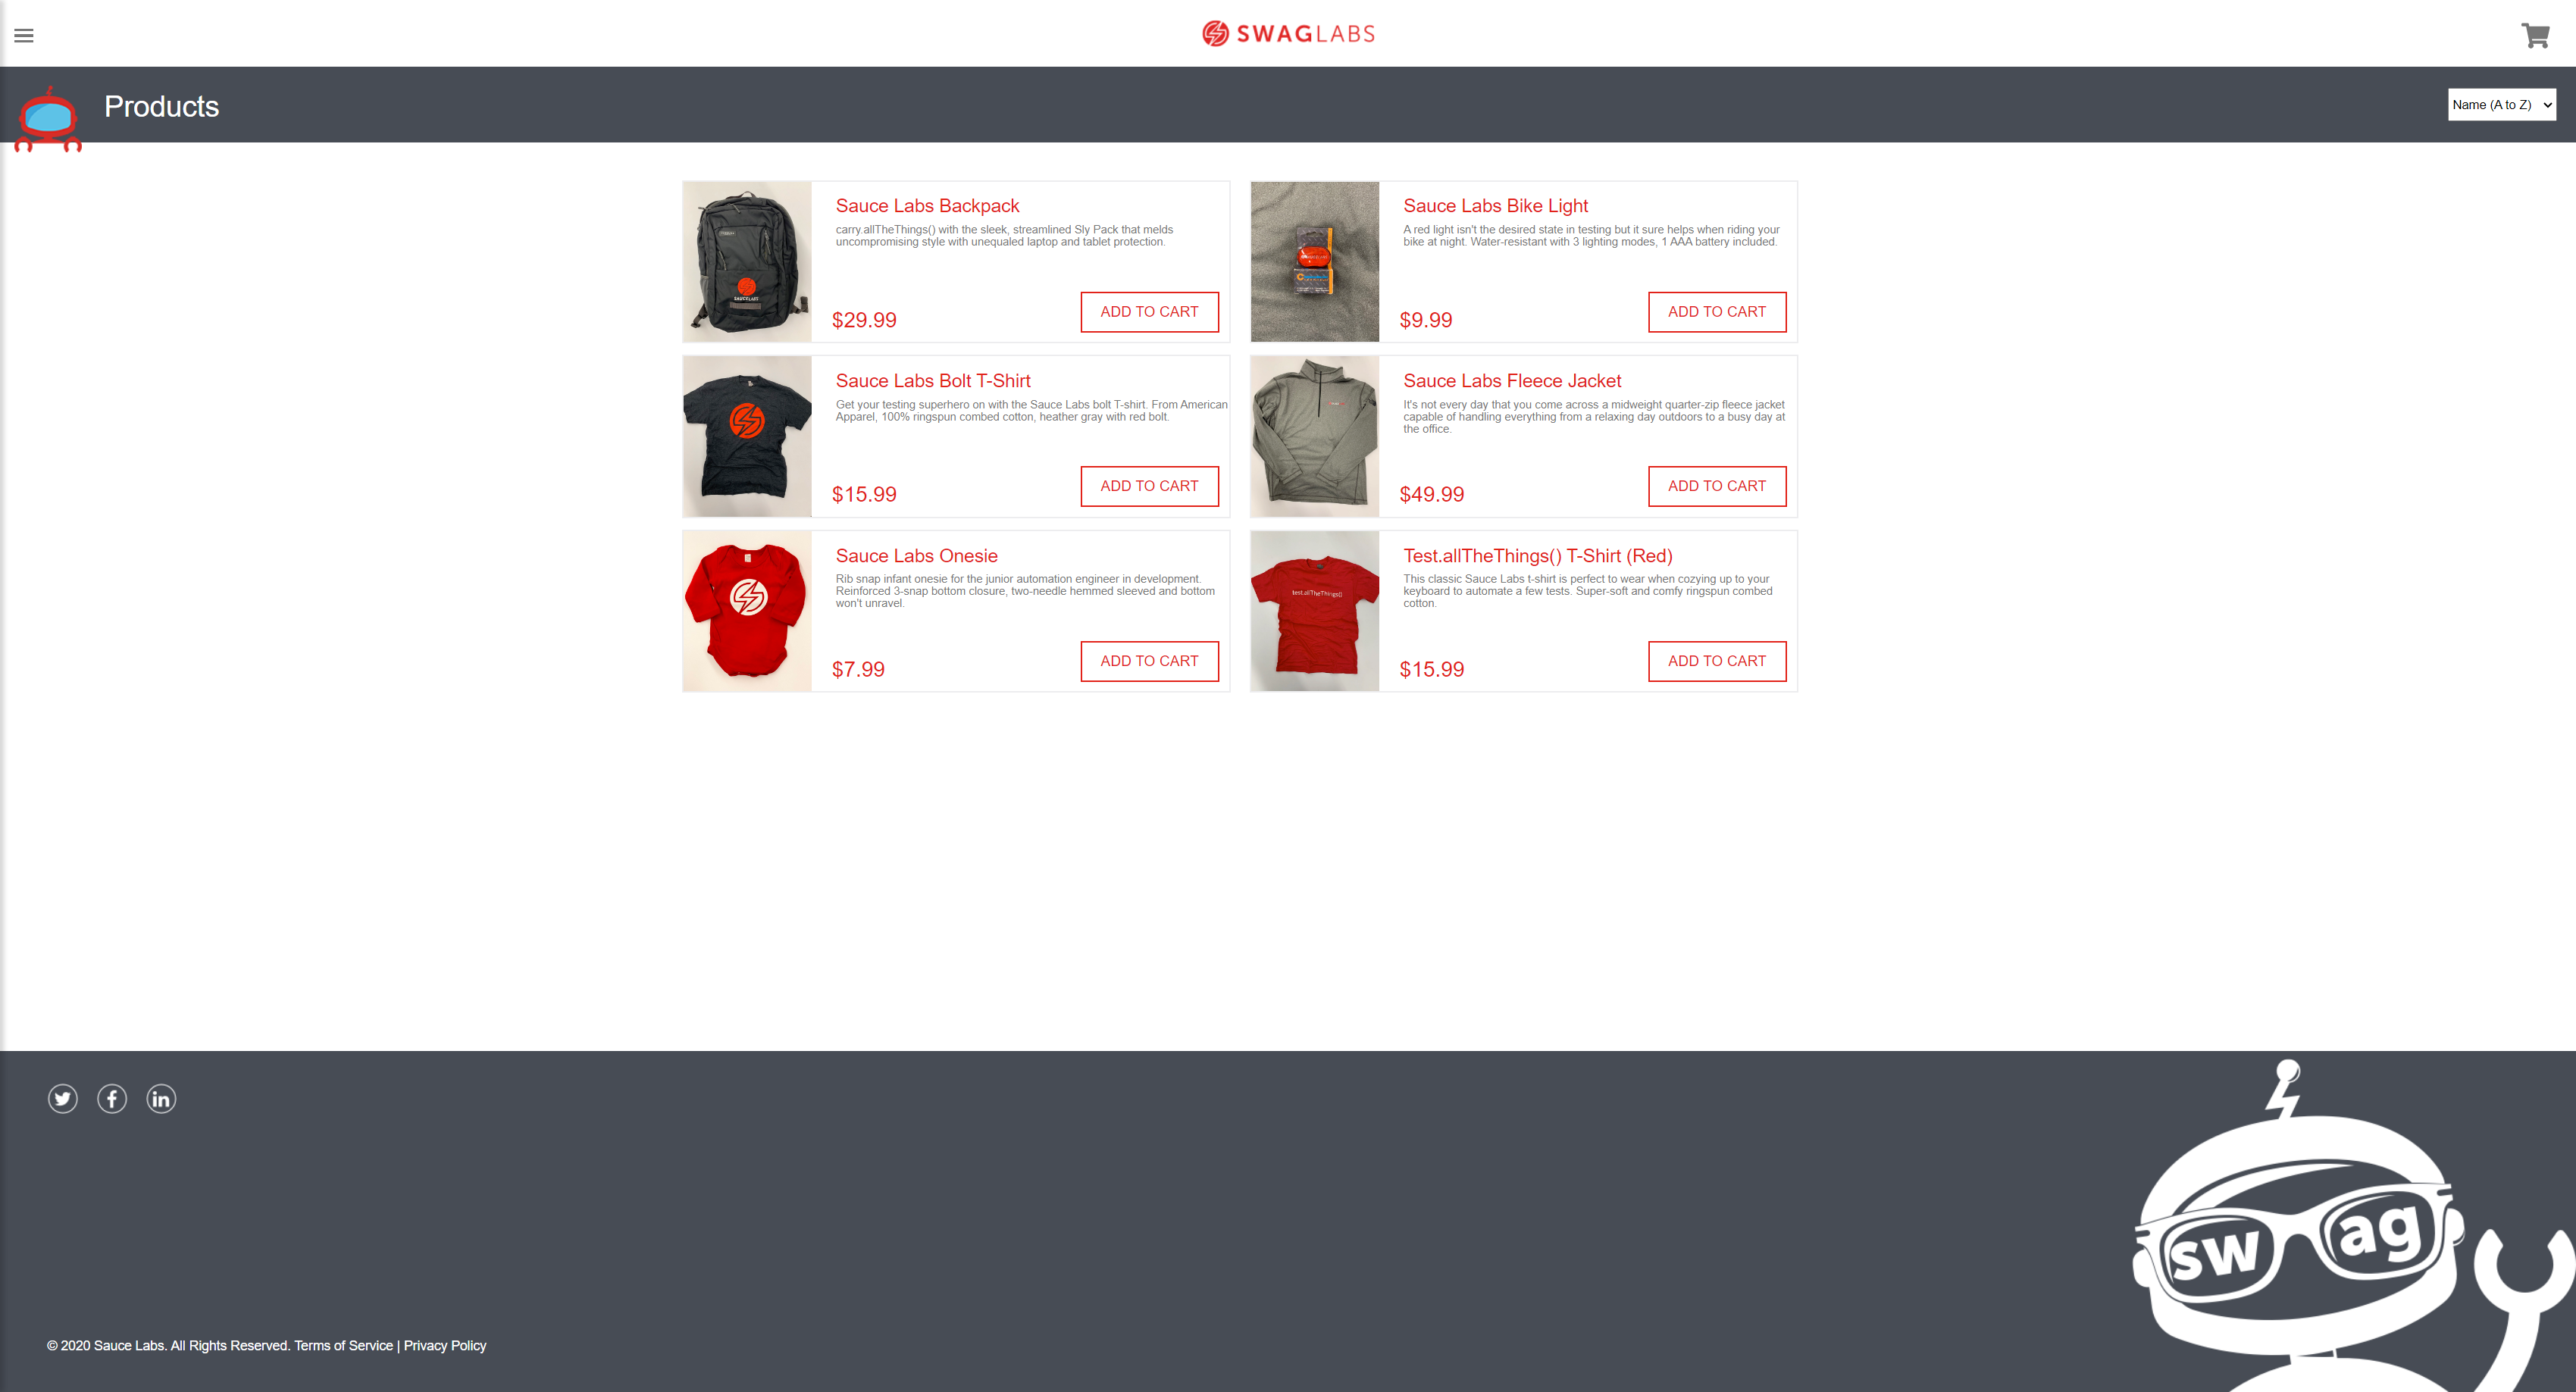 SWAGLABS
Products
Name (A to Z)
Sauce Labs Backpack
carry.allTheThings() with the sleek, streamlined Sly Pack that melds
uncompromising style with unequaled laptop and tablet protection.
$29.99
ADD TO CART
SAUCELABS
Sauce Labs Bike Light
A red light isn't the desired state in testing but it sure helps when riding your
bike at night. Water-resistant with 3 lighting modes, 1 AAA battery included.
$9.99
ADD TO CART
Sauce Labs Bolt T-Shirt
Get your testing superhero on with the Sauce Labs bolt T-shirt. From American
Apparel, 100% ringspun combed cotton, heather gray with red bolt.
$15.99
ADD TO CART
Sauce Labs Fleece Jacket
It's not every day that you come across a midweight quarter-zip fleece jacket
capable of handling everything from a relaxing day outdoors to a busy day at
the office.
$49.99
ADD TO CART
Sauce Labs Onesie
Rib snap infant onesie for the junior automation engineer in development.
Reinforced 3-snap bottom closure, two-needle hemmed sleeved and bottom
won't unravel.
$7.99
ADD TO CART
test.allTheThings()
Test.allTheThings() T-Shirt (Red)
This classic Sauce Labs t-shirt is perfect to wear when cozying up to your
keyboard to automate a few tests. Super-soft and comfy ringspun combed
cotton.
$15.99
ADD TO CART
sw ag
© 2020 Sauce Labs. All Rights Reserved. Terms of Service | Privacy Policy